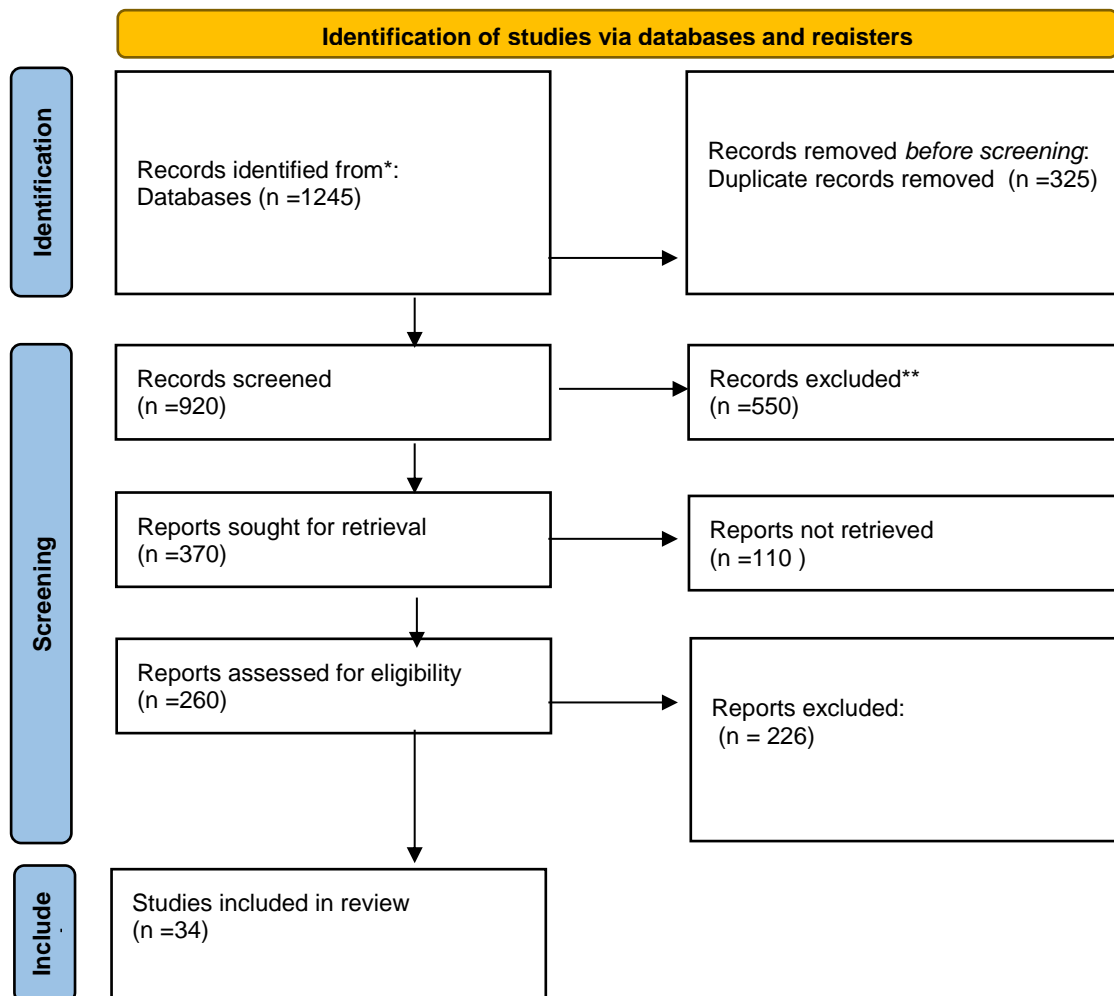 Identification of studies via databases and registers
Identification
Records identified from*:
Databases (n =1245)
Records removed before screening:
Duplicate records removed (n =325)
Screening
Records screened
(n =920)
Records excluded**
(n =550)
Reports sought for retrieval
(n =370)
Reports not retrieved
(n =110 )
Reports assessed for eligibility
(n =260)
Reports excluded:
(n = 226)
Include
Studies included in review
(n =34)